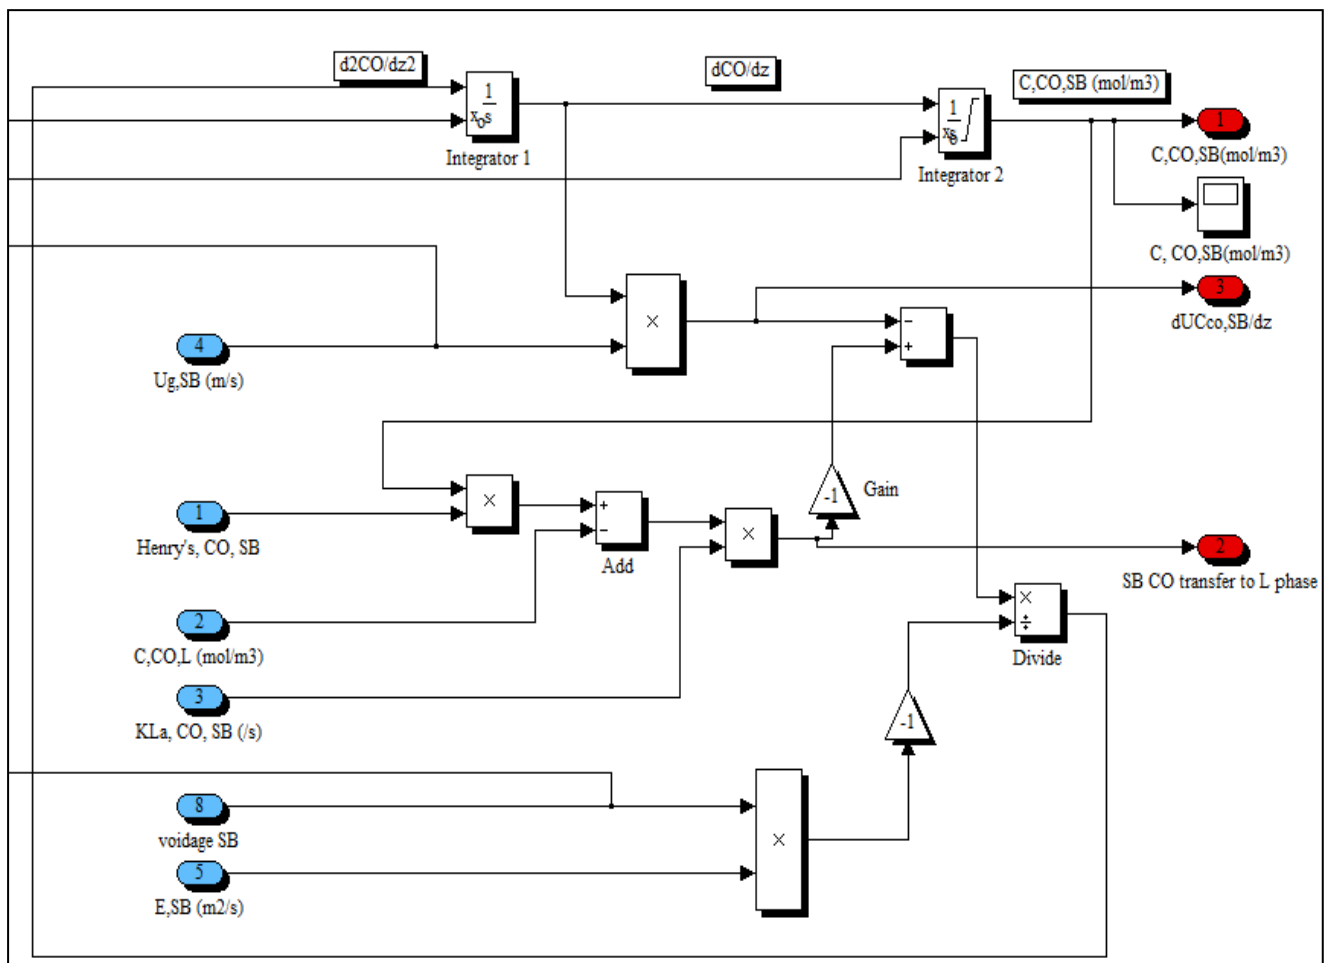 d2CO/dz2
dCO/dz
C,CO,SB (mol/m3)
1
xos
Integrator 1
1
xos
Integrator 2
1
C,CO,SB(mol/m3)
C, CO,SB(mol/m3)
3
dUCco,SB/dz
×
−
+
4
Ug,SB (m/s)
×
1
Henry's, CO, SB
+
−
Add
×
-1
Gain
2
SB CO transfer to L phase
2
C,CO,L (mol/m3)
×
÷
Divide
3
KLa, CO, SB (/s)
-1
8
voidage SB
×
5
E,SB (m2/s)